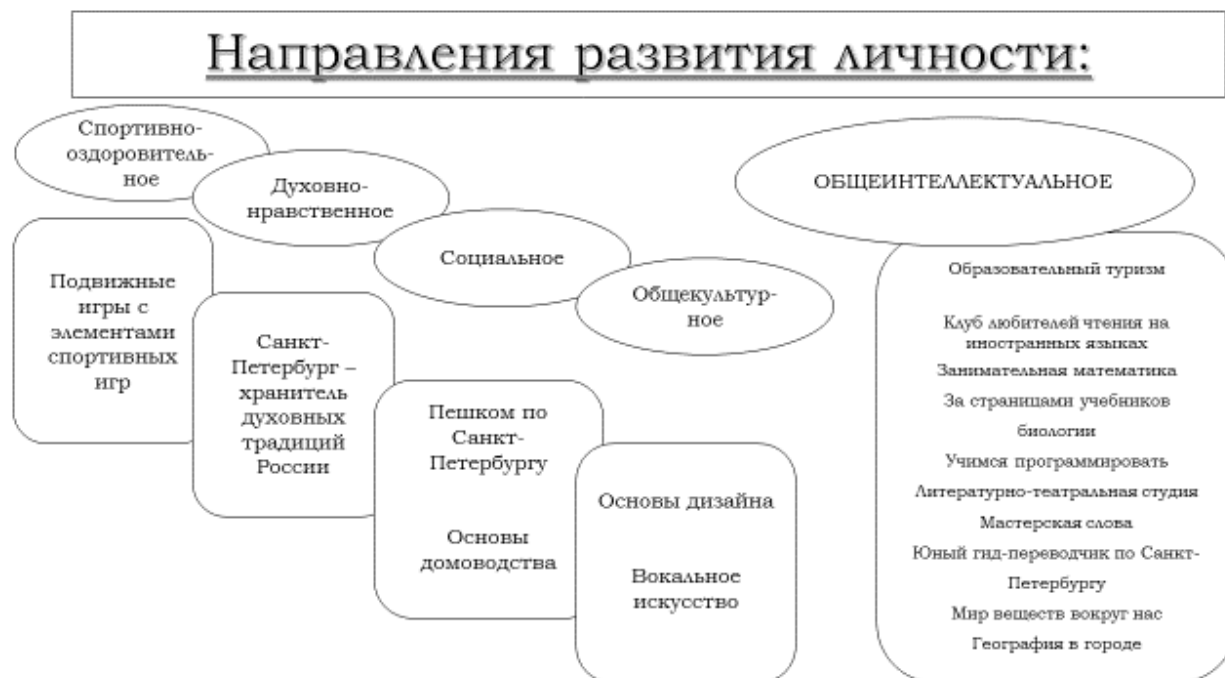 Направления развития личности:
Спортивно-
оздоровитель-
ное
Духовно-
нравственное
Социальное
Общекультур-
ное
ОБЩЕИНТЕЛЛЕКТУАЛЬНОЕ
Подвижные
игры с
элементами
спортивных
игр
Санкт-
Петербург –
хранитель
духовных
традиций
России
Пешком по
Санкт-
Петербургу
Основы
домоводства
Основы дизайна
Вокальное
искусство
Образовательный туризм
Клуб любителей чтения на
иностранных языках
Занимательная математика
За страницами учебников
биологии
Учимся программировать
Литературно-театральная студия
Мастерская слова
Юный гид-переводчик по Санкт-
Петербургу
Мир веществ вокруг нас
География в городе